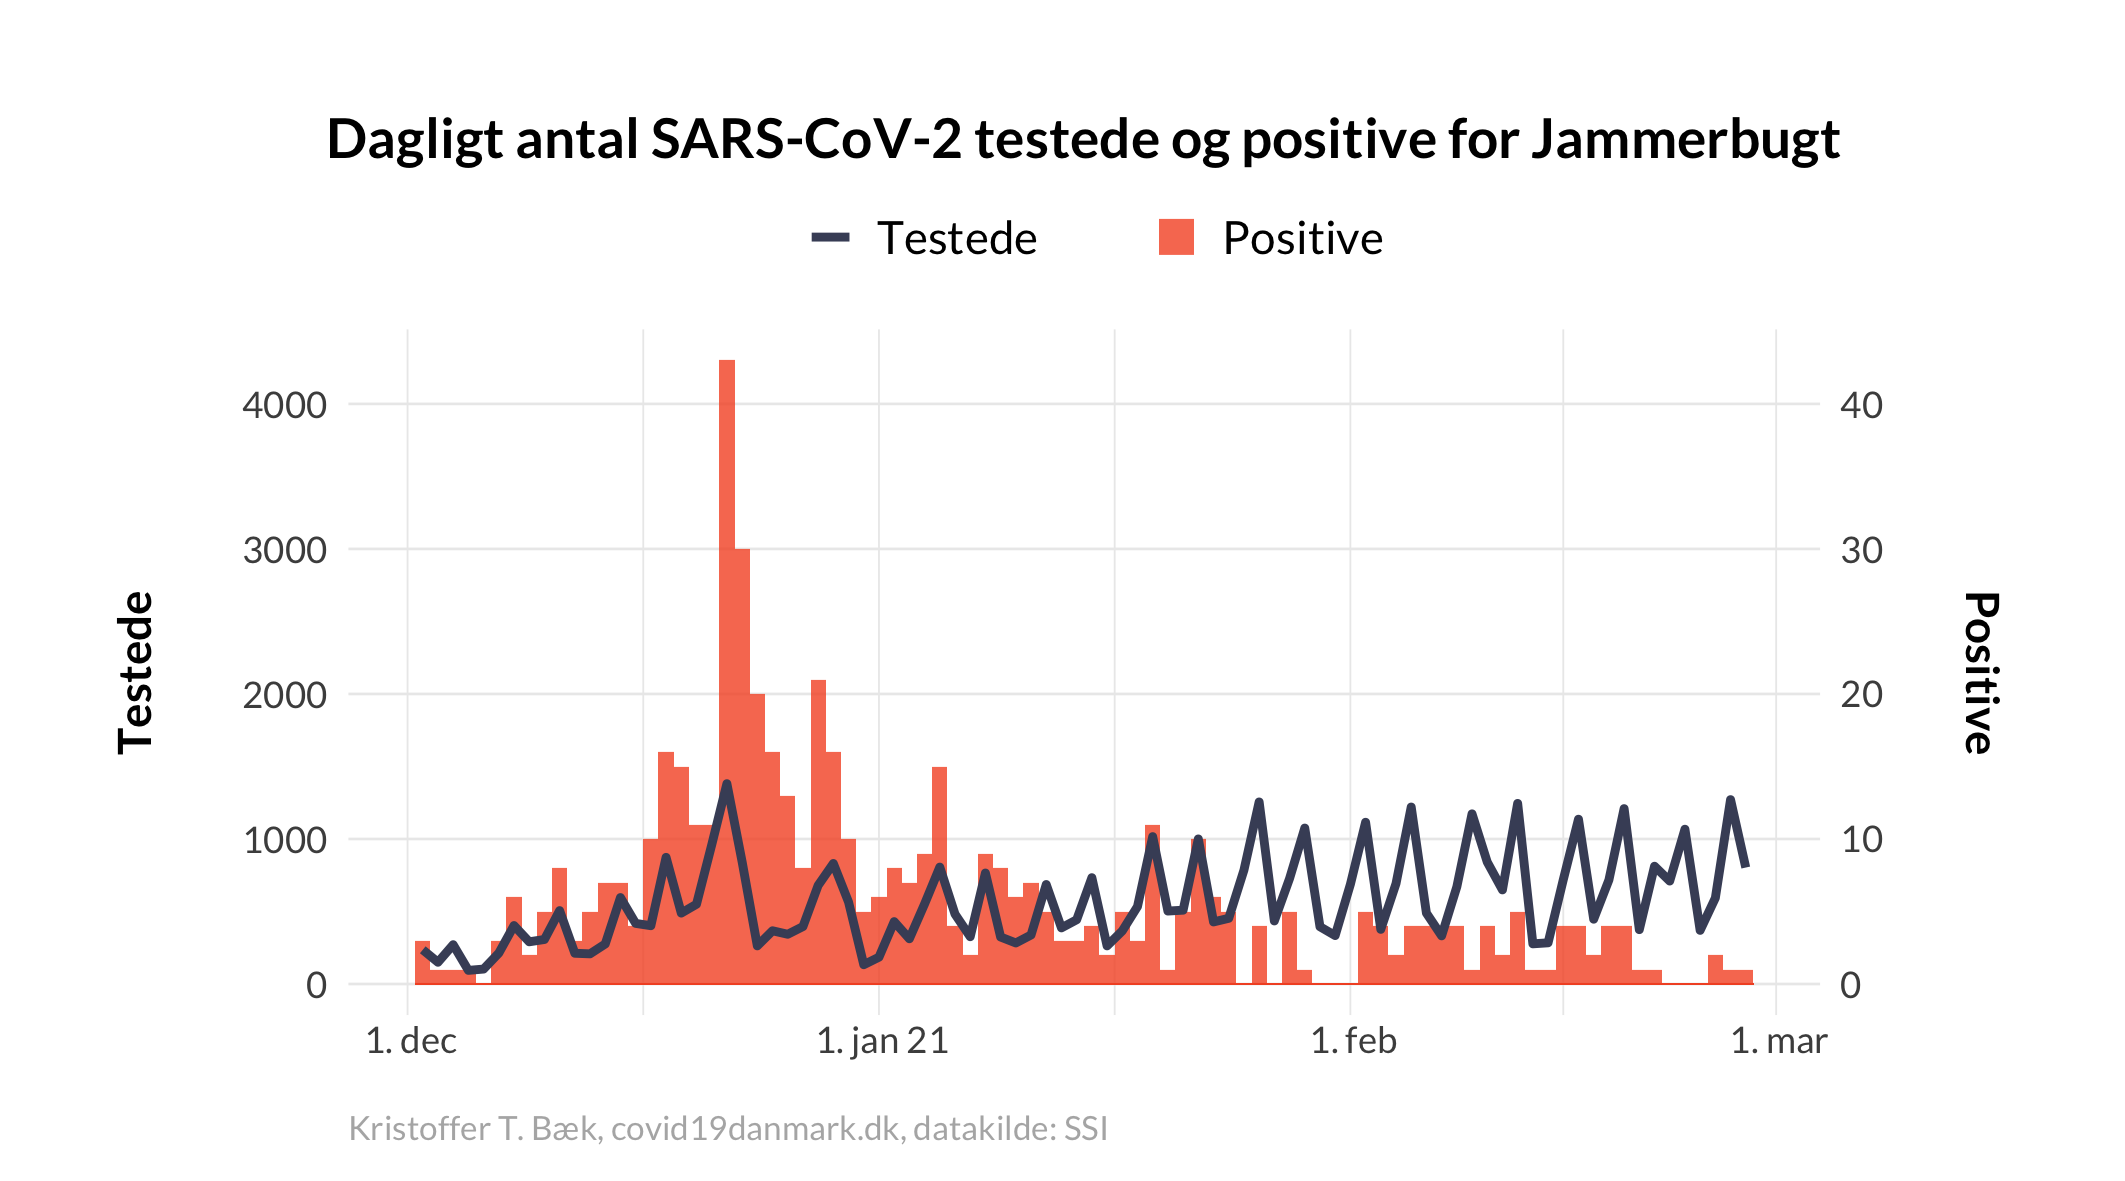 Dagligt antal SARS-CoV-2 testede og positive for Jammerbugt
Testede
Positive
4000
3000
2000
1000
0
40
30
20
10
0
Testede
Positive
1. dec
1. jan 21
1. feb
1. mar
Kristoffer T. Bæk, covid19danmark.dk, datakilde: SSI